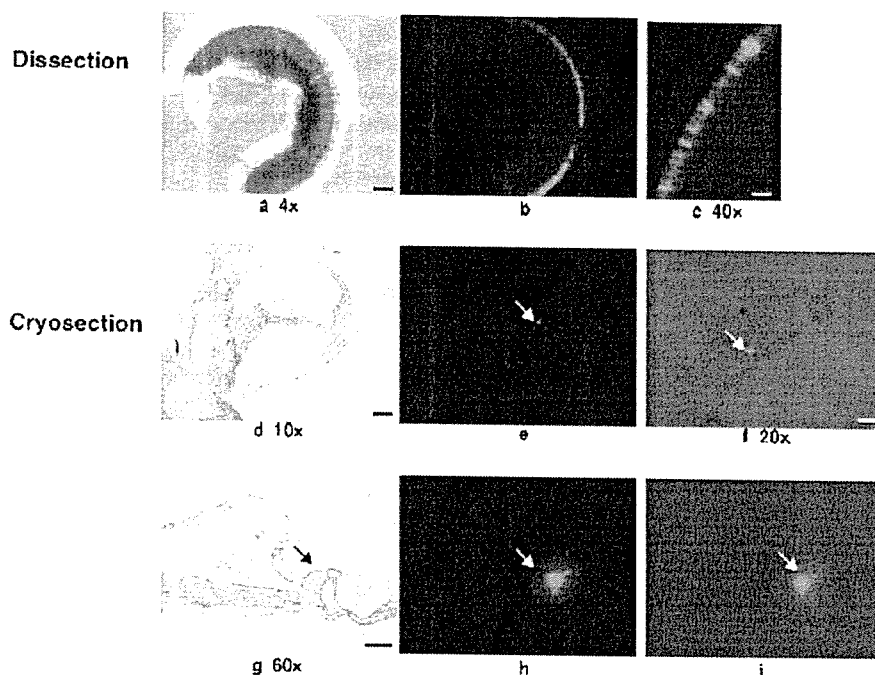 Dissection
a 4x
b
c 40x
Cryosection
d 10x
e
f 20x
g 60x
h
i